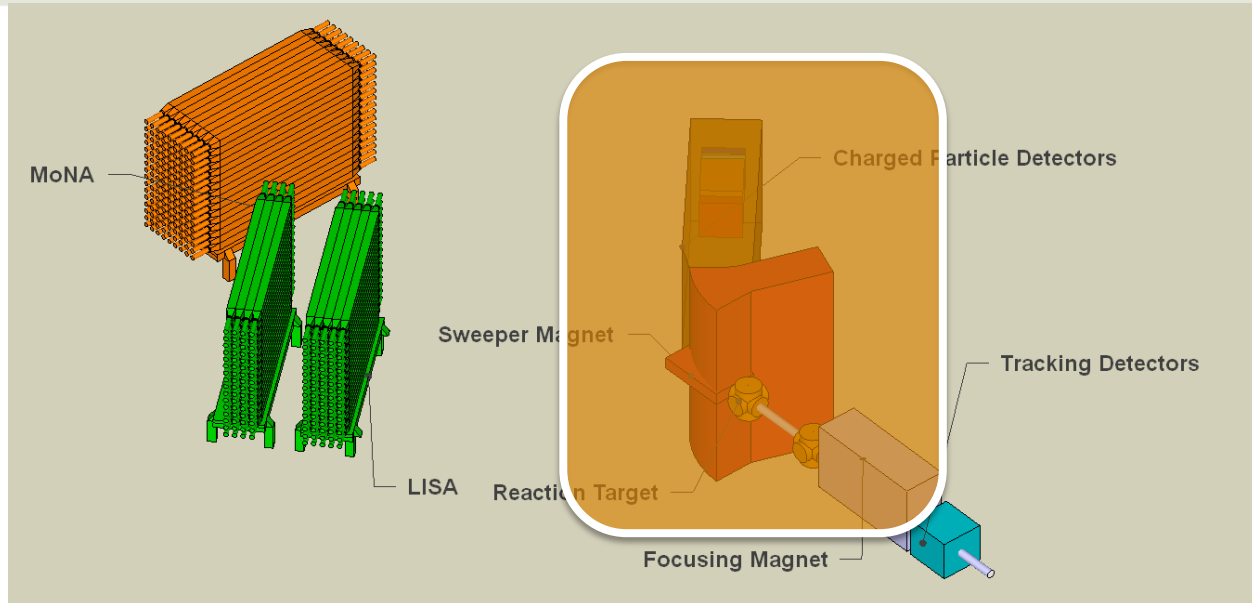 Charged Particle Detectors
MoNA
Sweeper Magnet
Tracking Detectors
LISA
Reaction Target
Focusing Magnet